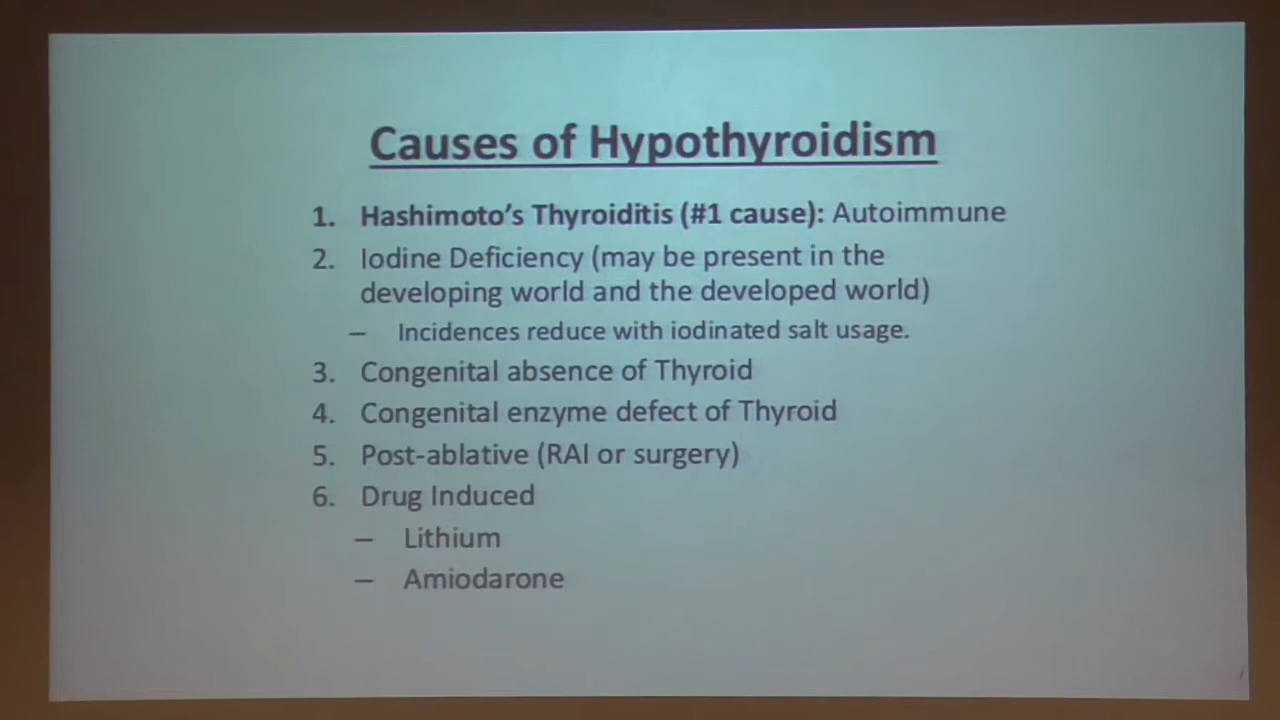 Causes of Hypothyroidism
1. Hashimoto's Thyroiditis (#1 cause): Autoimmune
2. Iodine Deficiency (may be present in the
developing world and the developed world)
– Incidences reduce with iodinated salt usage.
3. Congenital absence of Thyroid
4. Congenital enzyme defect of Thyroid
5. Post-ablative (RAI or surgery)
6. Drug Induced
– Lithium
– Amiodarone